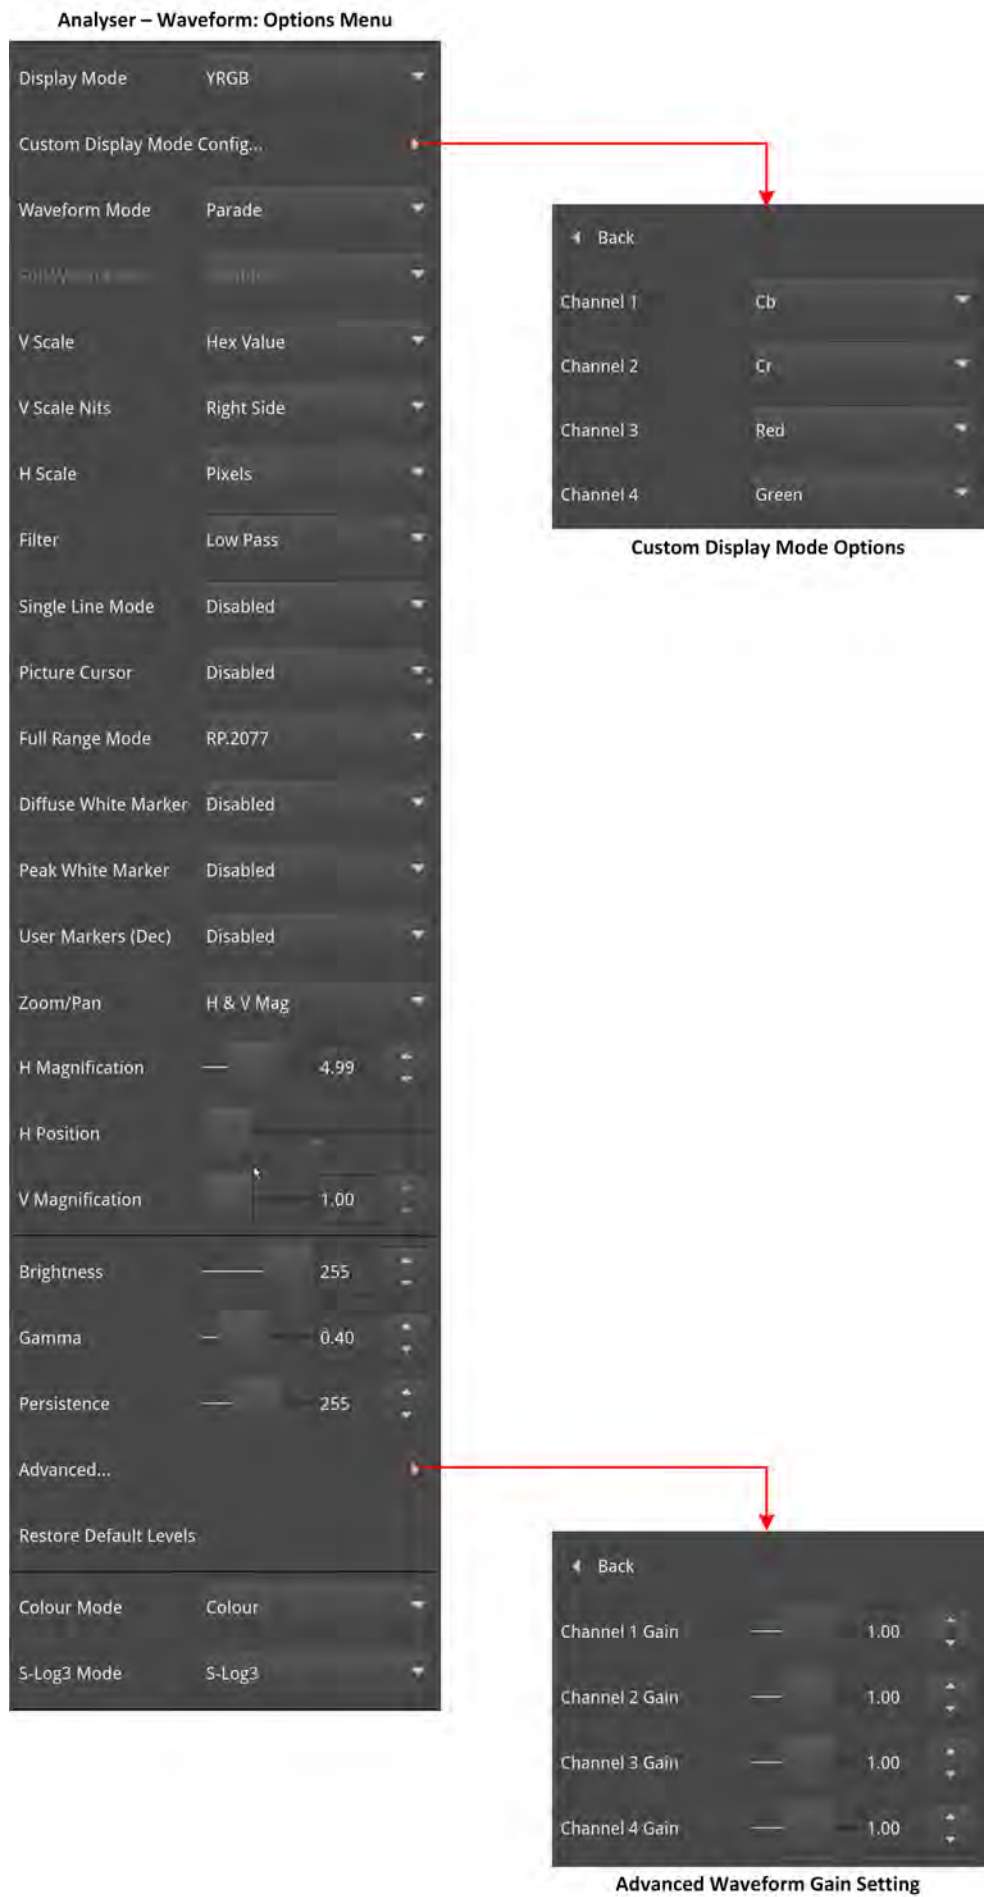 Analyser – Waveform: Options Menu
Display Mode YRGB
Custom Display Mode Config...
Waveform Mode Parade
V Scale Hex Value
V Scale Nits Right Side
H Scale Pixels
Filter Low Pass
Single Line Mode Disabled
Picture Cursor Disabled
Full Range Mode RP.2077
Diffuse White Marker Disabled
Peak White Marker Disabled
User Markers (Dec) Disabled
Zoom/Pan H & V Mag
H Magnification 4.99
H Position
V Magnification 1.00
Brightness 255
Gamma 0.40
Persistence 255
Advanced...
Restore Default Levels
Colour Mode Colour
S-Log3 Mode S-Log3
Back
Channel 1 Cb
Channel 2 Cr
Channel 3 Red
Channel 4 Green
Custom Display Mode Options
Back
Channel 1 Gain 1.00
Channel 2 Gain 1.00
Channel 3 Gain 1.00
Channel 4 Gain 1.00
Advanced Waveform Gain Setting